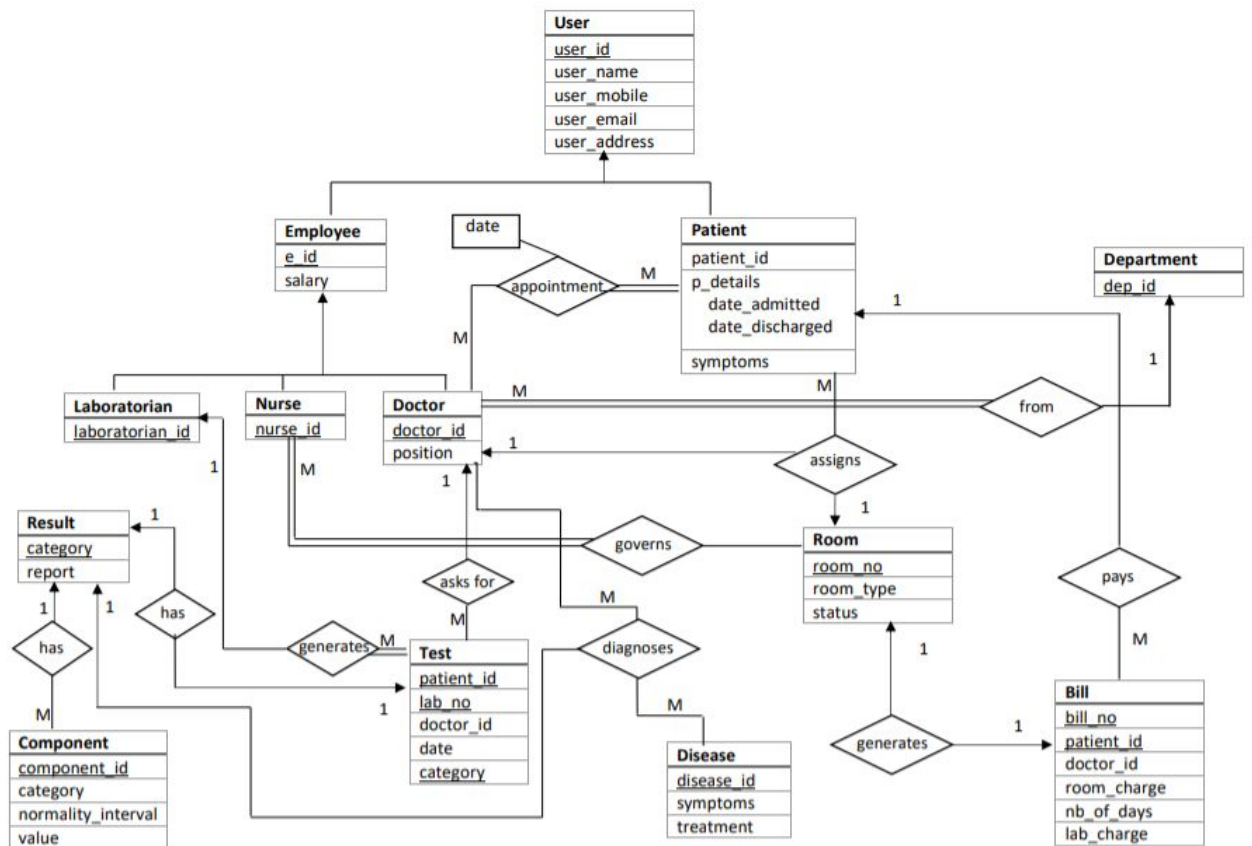 User
user_id
user_name
user_mobile
user_email
user_address
Employee
e_id
salary
date
appointment
M
M
Patient
patient_id
p_details
date_admitted
date_discharged
symptoms
Department
dep_id
1
1
Laboratorian
laboratorian_id
Nurse
nurse_id
Doctor
doctor_id
position
M
M
from
1
assigns
1
1
M
1
Result
category
report
1
1
1
has
has
asks for
M
governs
Room
room_no
room_type
status
pays
M
generates
M
Test
patient_id
lab_no
doctor_id
date
category
1
M
diagnoses
M
Disease
disease_id
symptoms
treatment
1
generates
1
Bill
bill_no
patient_id
doctor_id
room_charge
nb_of_days
lab_charge
M
Component
component_id
category
normality_interval
value